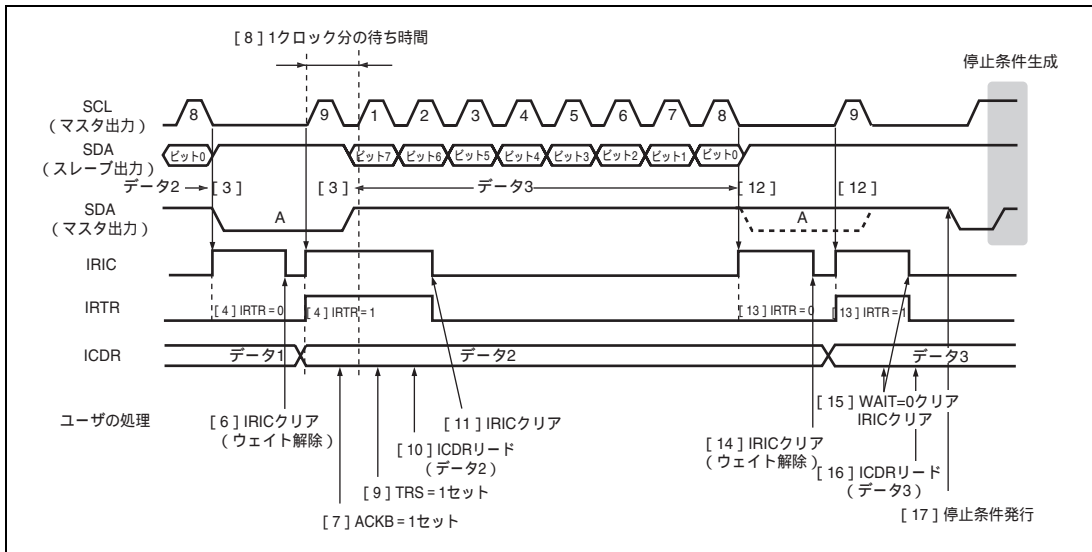 [ 8 ] 1クロック分の待ち時間
停止条件生成
SCL
（マスタ出力）
8
9
1
2
3
4
5
6
7
8
9
SDA
（スレーブ出力）
ビット0
ビット7
ビット6
ビット5
ビット4
ビット3
ビット2
ビット1
ビット0
データ2
[ 3 ]
[ 3 ]
データ3
[ 12 ]
[ 12 ]
SDA
（マスタ出力）
A
A
IRIC
IRTR
[ 4 ] IRTR = 0
[ 4 ] IRTR = 1
[ 13 ] IRTR = 0
[ 13 ] IRTR = 1
ICDR
データ1
データ2
データ3
ユーザの処理
[ 6 ] IRICクリア
（ウェイト解除）
[ 11 ] IRICクリア
[ 10 ] ICDRリード
（データ2）
[ 9 ] TRS = 1セット
[ 7 ] ACKB = 1セット
[ 14 ] IRICクリア
（ウェイト解除）
[ 15 ] WAIT=0クリア
IRICクリア
[ 16 ] ICDRリード
（データ3）
[ 17 ] 停止条件発行